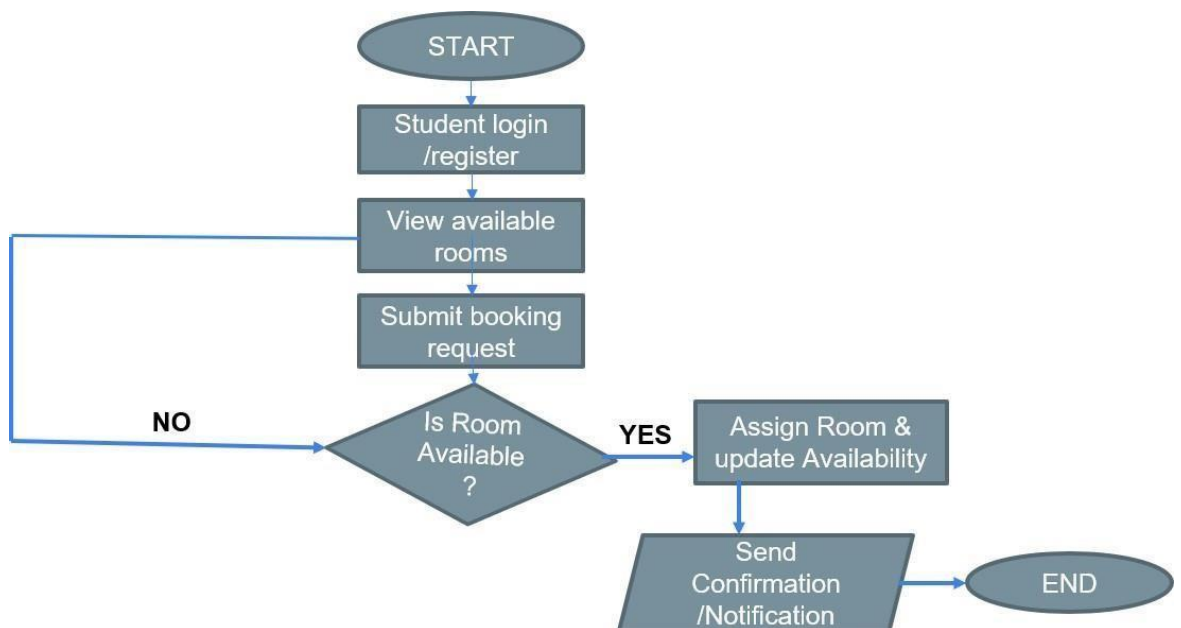 START
Student login
/register
View available
rooms
Submit booking
request
NO
Is Room
Available
?
YES
Assign Room &
update Availability
Send
Confirmation
/Notification
END